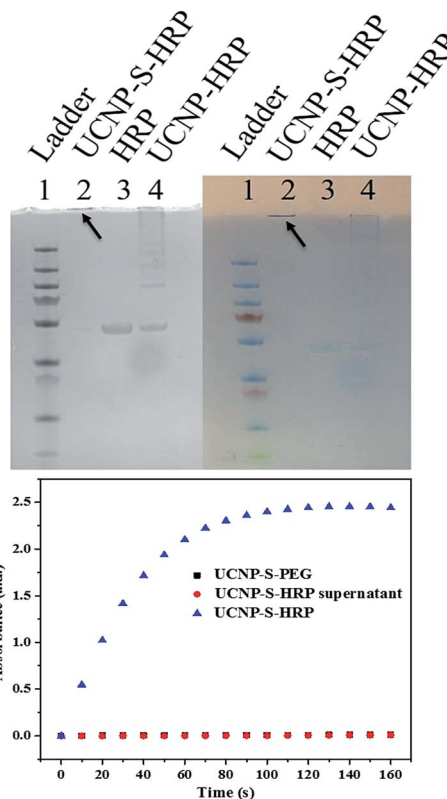 Ladder UCNP-S-HRP HRP UCNP-HRP Ladder UCNP-S-HRP HRP UCNP-HRP
1 2 3 4 1 2 3 4
2.5
2.0
UCNP-S-PEG
1.5
UCNP-S-HRP supernatant
UCNP-S-HRP
1.0
0.5
0.0
0 20 40 60 80 100 120 140 160
Time (s)